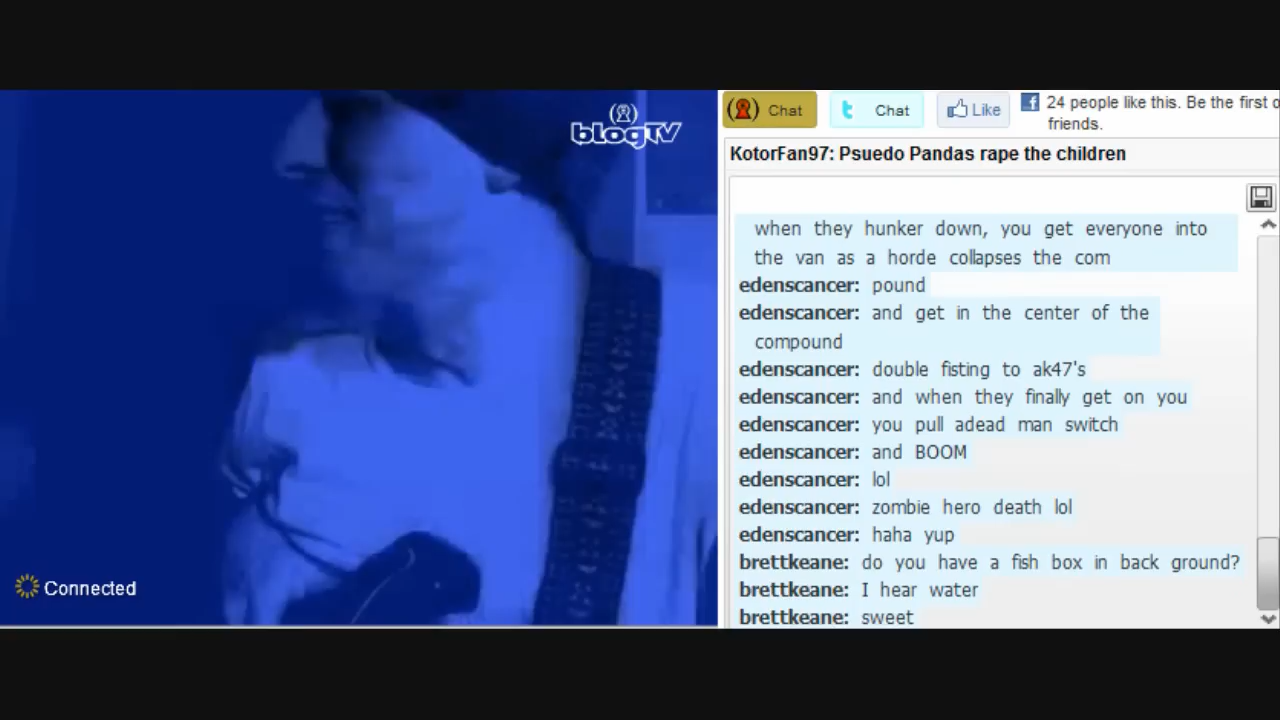 blogTV
Connected
Chat
Chat
Like
24 people like this. Be the first o
friends.
KotorFan97: Psuedo Pandas rape the children
when they hunker down, you get everyone into
the van as a horde collapses the com
edenscancer: pound
edenscancer: and get in the center of the
compound
edenscancer: double fisting to ak47's
edenscancer: and when they finally get on you
edenscancer: you pull adead man switch
edenscancer: and BOOM
edenscancer: lol
edenscancer: zombie hero death lol
edenscancer: haha yup
brettkeane: do you have a fish box in back ground?
brettkeane: I hear water
brettkeane: sweet